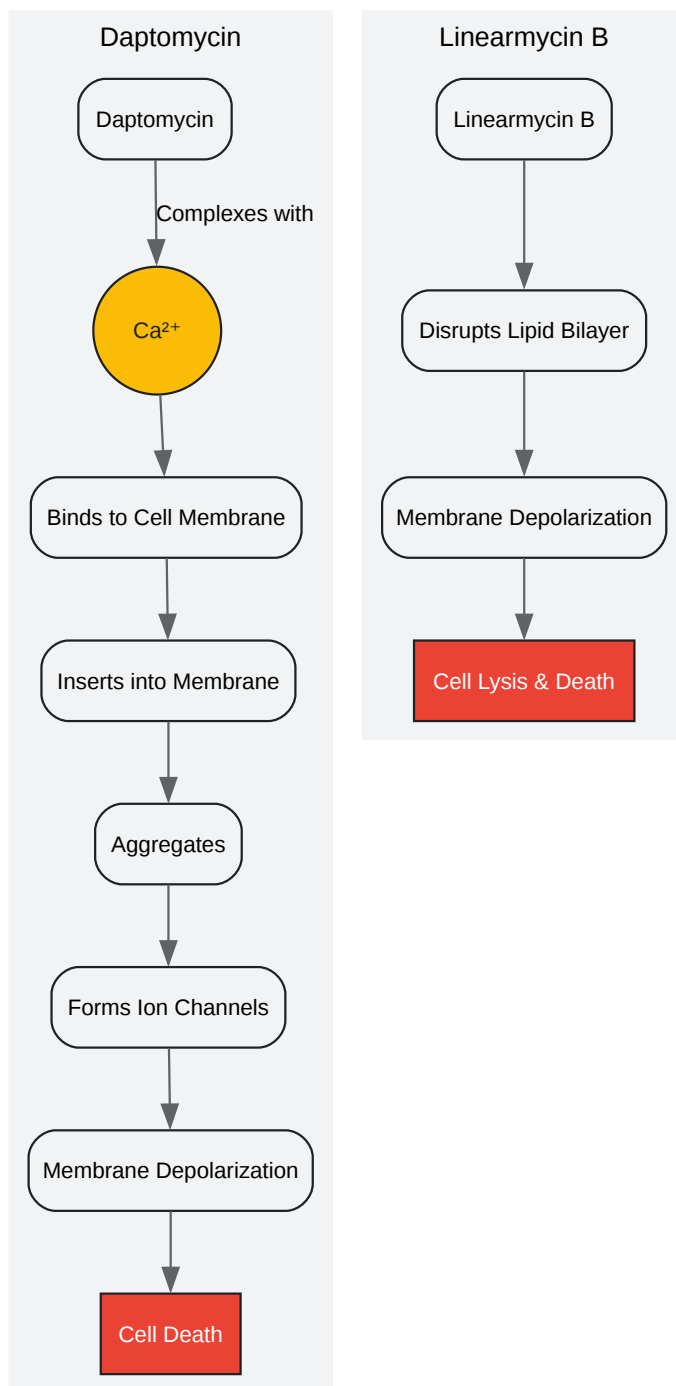 Daptomycin
Daptomycin
Complexes with
Ca²⁺
Binds to Cell Membrane
Inserts into Membrane
Aggregates
Forms Ion Channels
Membrane Depolarization
Cell Death
Linearmycin B
Linearmycin B
Disrupts Lipid Bilayer
Membrane Depolarization
Cell Lysis & Death